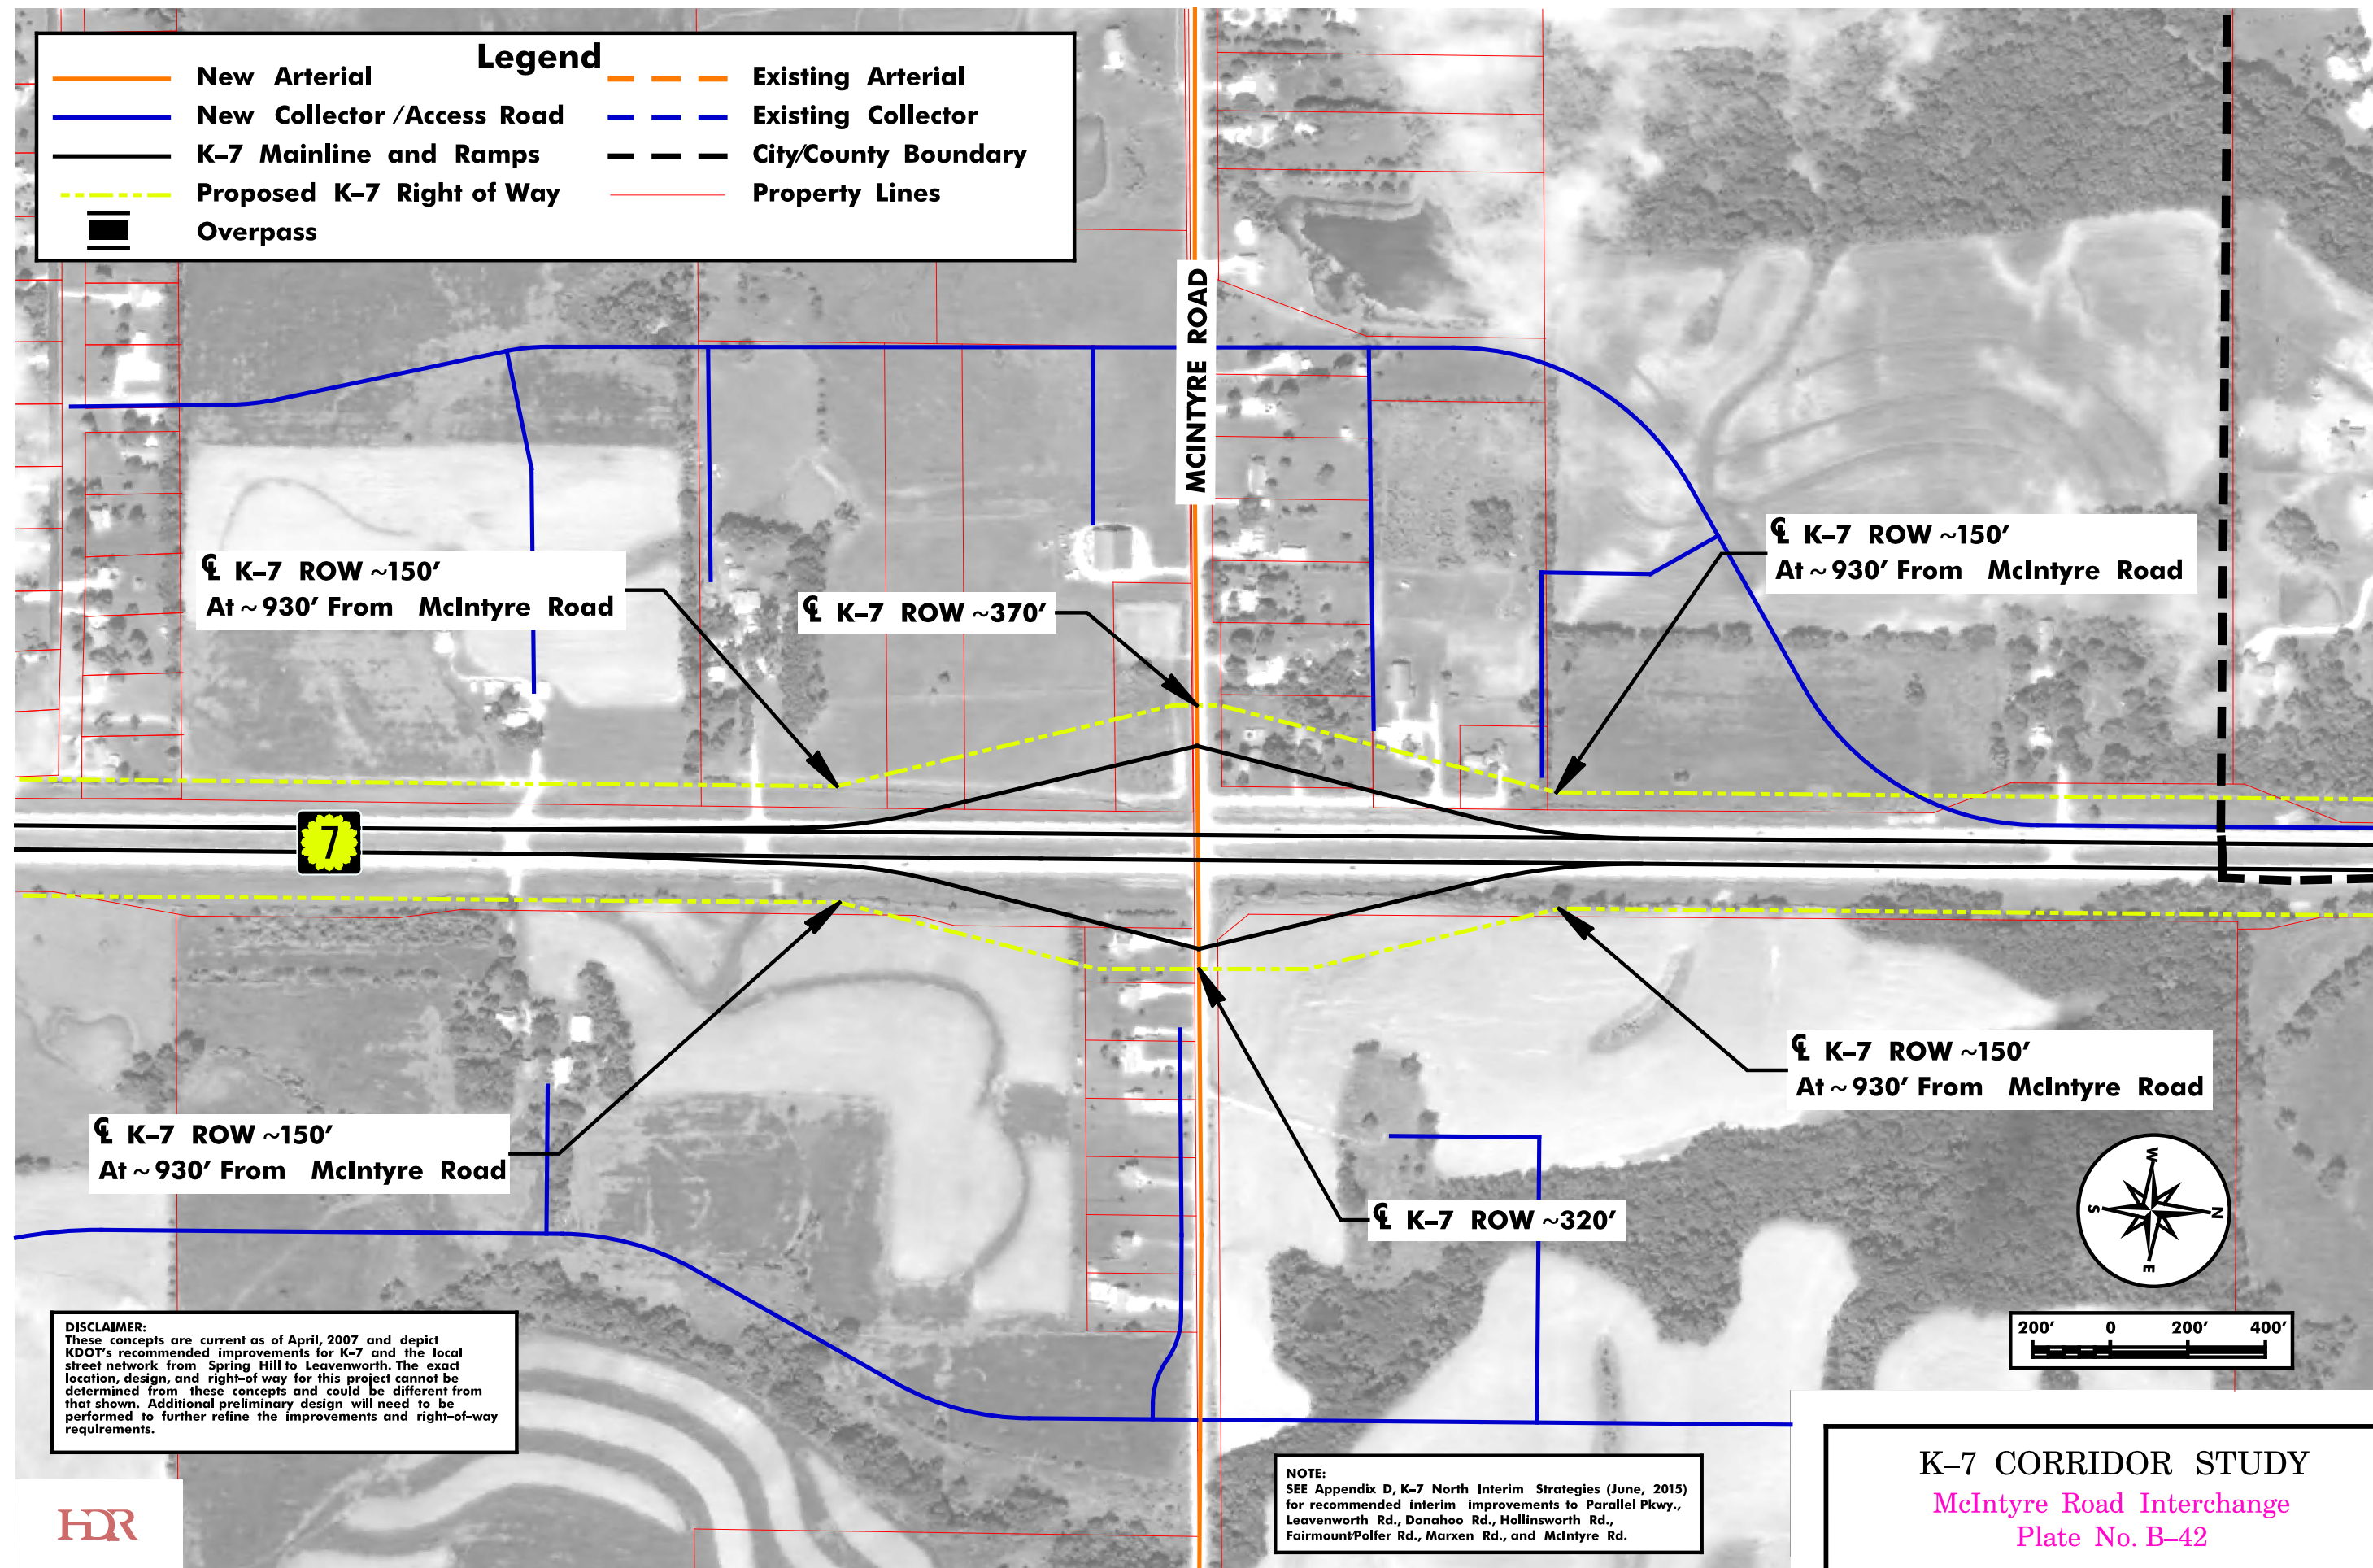 Legend
New Arterial
New Collector/Access Road
K-7 Mainline and Ramps
Proposed K-7 Right of Way
Overpass
Existing Arterial
Existing Collector
City/County Boundary
Property Lines
MCINTYRE ROAD
℄ K-7 ROW ~150'
At ~ 930' From McIntyre Road
℄ K-7 ROW ~370'
℄ K-7 ROW ~150'
At ~ 930' From McIntyre Road
7
℄ K-7 ROW ~150'
At ~ 930' From McIntyre Road
℄ K-7 ROW ~150'
At ~ 930' From McIntyre Road
℄ K-7 ROW ~320'
W
N
S
E
200' 0 200' 400'
DISCLAIMER:
These concepts are current as of April, 2007 and depict
KDOT's recommended improvements for K-7 and the local
street network from Spring Hill to Leavenworth. The exact
location, design, and right-of way for this project cannot be
determined from these concepts and could be different from
that shown. Additional preliminary design will need to be
performed to further refine the improvements and right-of-way
requirements.
HDR
NOTE:
SEE Appendix D, K-7 North Interim Strategies (June, 2015)
for recommended interim improvements to Parallel Pkwy.,
Leavenworth Rd., Donahoo Rd., Hollinsworth Rd.,
Fairmount/Polfer Rd., Marxen Rd., and McIntyre Rd.
K-7 CORRIDOR STUDY
McIntyre Road Interchange
Plate No. B-42